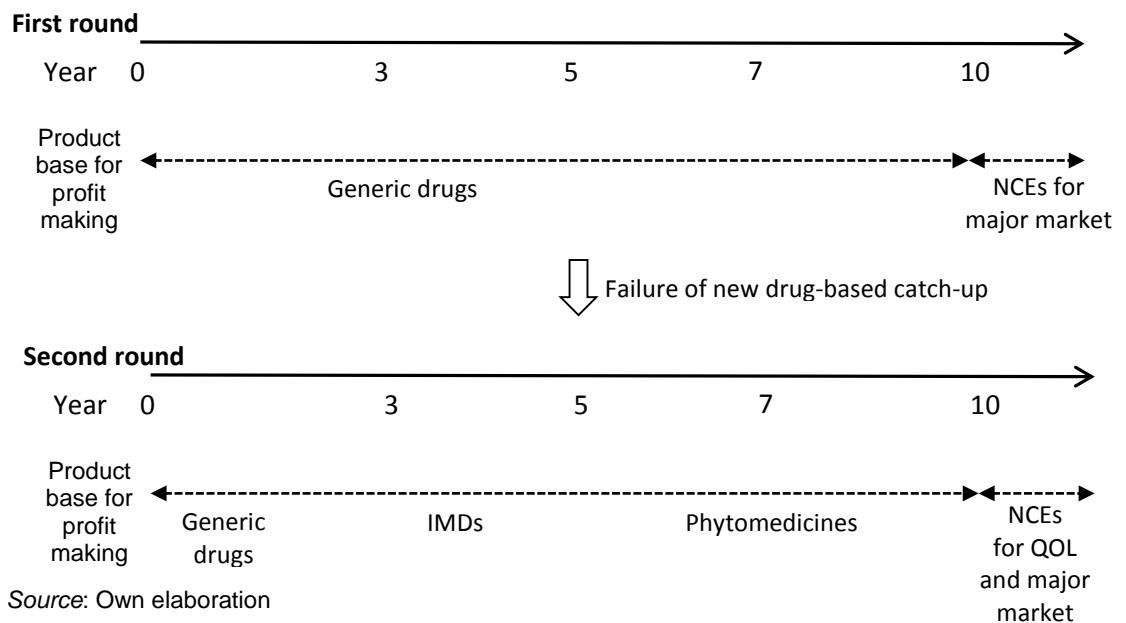 First round
Year 0 3 5 7 10
Product
base for
profit
making
Generic drugs
NCEs for
major market
Failure of new drug-based catch-up
Second round
Year 0 3 5 7 10
Product
base for
profit
making
Generic
drugs
IMDs
Phytomedicines
NCEs
for QOL
and major
market
Source: Own elaboration